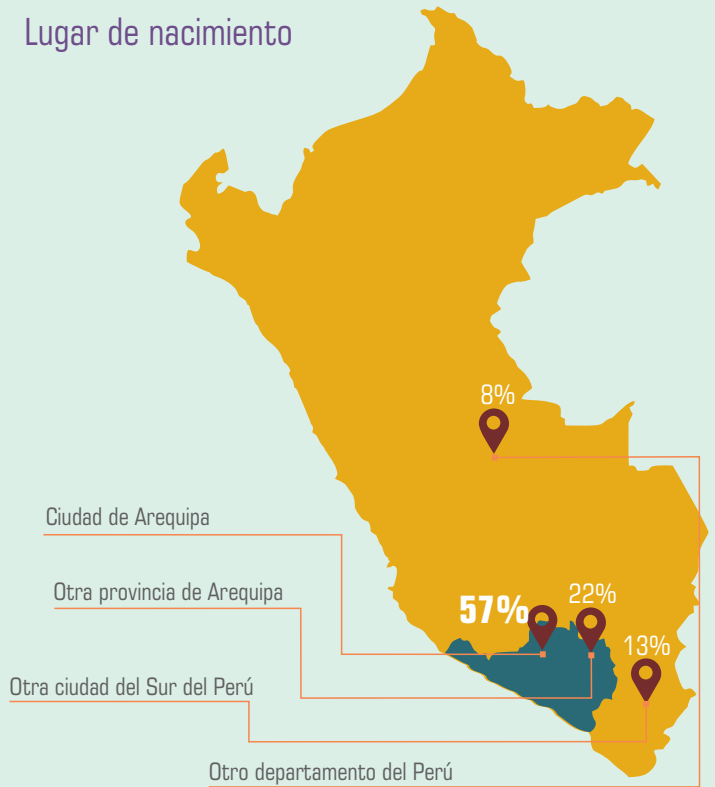 Lugar de nacimiento
8%
Ciudad de Arequipa
Otra provincia de Arequipa
57%
22%
13%
Otra ciudad del Sur del Perú
Otro departamento del Perú